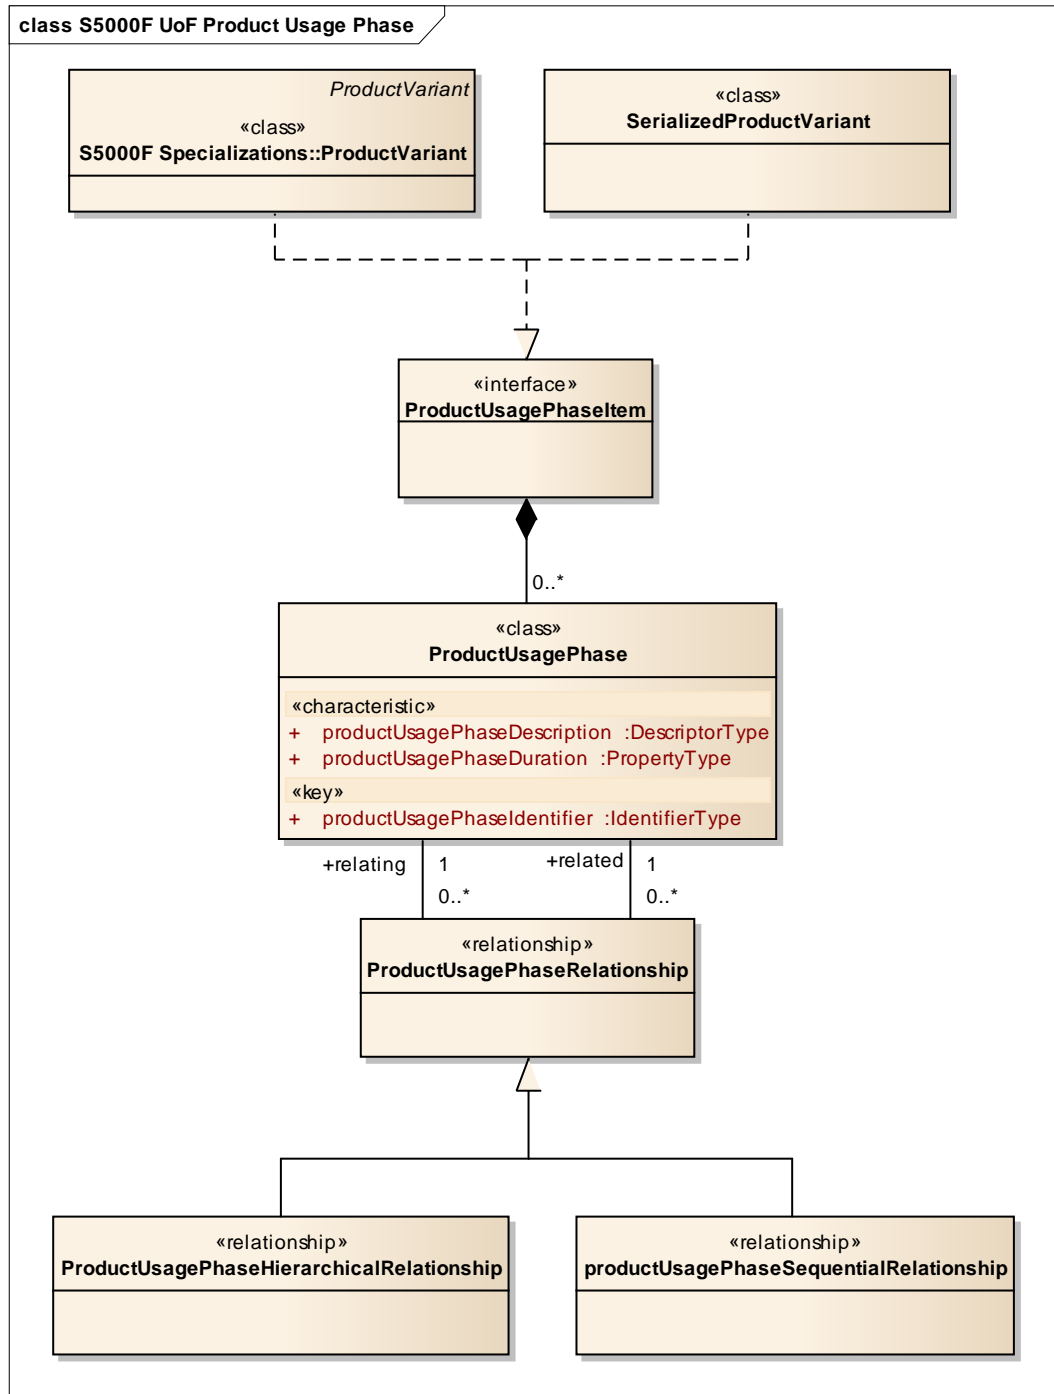 class S5000F UoF Product Usage Phase
ProductVariant
«class»
S5000F Specializations::ProductVariant
«class»
SerializedProductVariant
«interface»
ProductUsagePhaseItem
0..*
«class»
ProductUsagePhase
«characteristic»
+ productUsagePhaseDescription :DescriptorType
+ productUsagePhaseDuration :PropertyType
«key»
+ productUsagePhaseIdentifier :IdentifierType
+relating 1 +related 1
0..* 0..*
«relationship»
ProductUsagePhaseRelationship
«relationship»
ProductUsagePhaseHierarchicalRelationship
«relationship»
productUsagePhaseSequentialRelationship